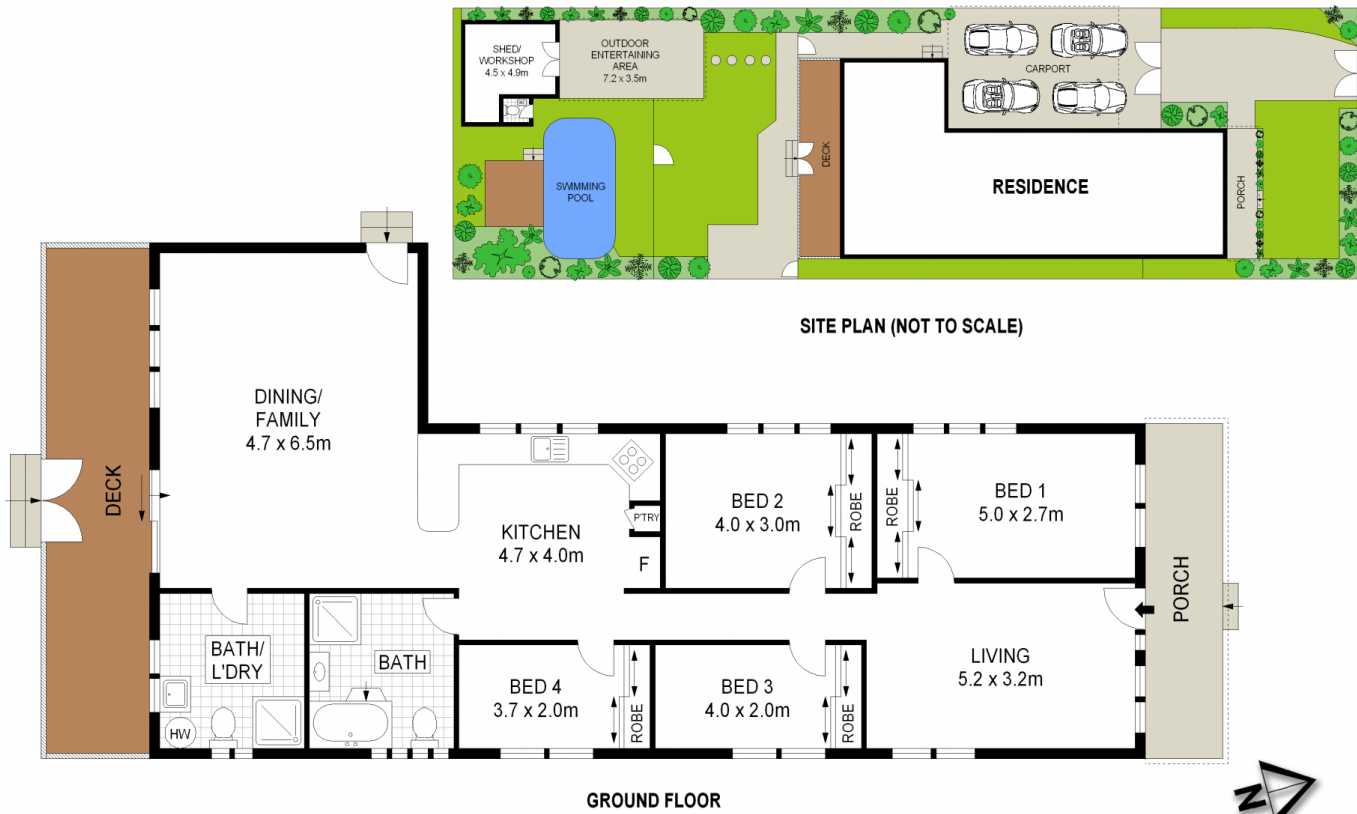 SHED/
WORKSHOP
4.5 x 4.9m
OUTDOOR
ENTERTAINING
AREA
7.2 x 3.5m
CARPORT
SWIMMING
POOL
DECK
RESIDENCE
PORCH
SITE PLAN (NOT TO SCALE)
DINING/
FAMILY
4.7 x 6.5m
DECK
KITCHEN
4.7 x 4.0m
P'TRY
F
BED 2
4.0 x 3.0m
ROBE
ROBE
BED 1
5.0 x 2.7m
PORCH
BATH/
L'DRY
HW
BATH
BED 4
3.7 x 2.0m
ROBE
BED 3
4.0 x 2.0m
ROBE
LIVING
5.2 x 3.2m
GROUND FLOOR
N